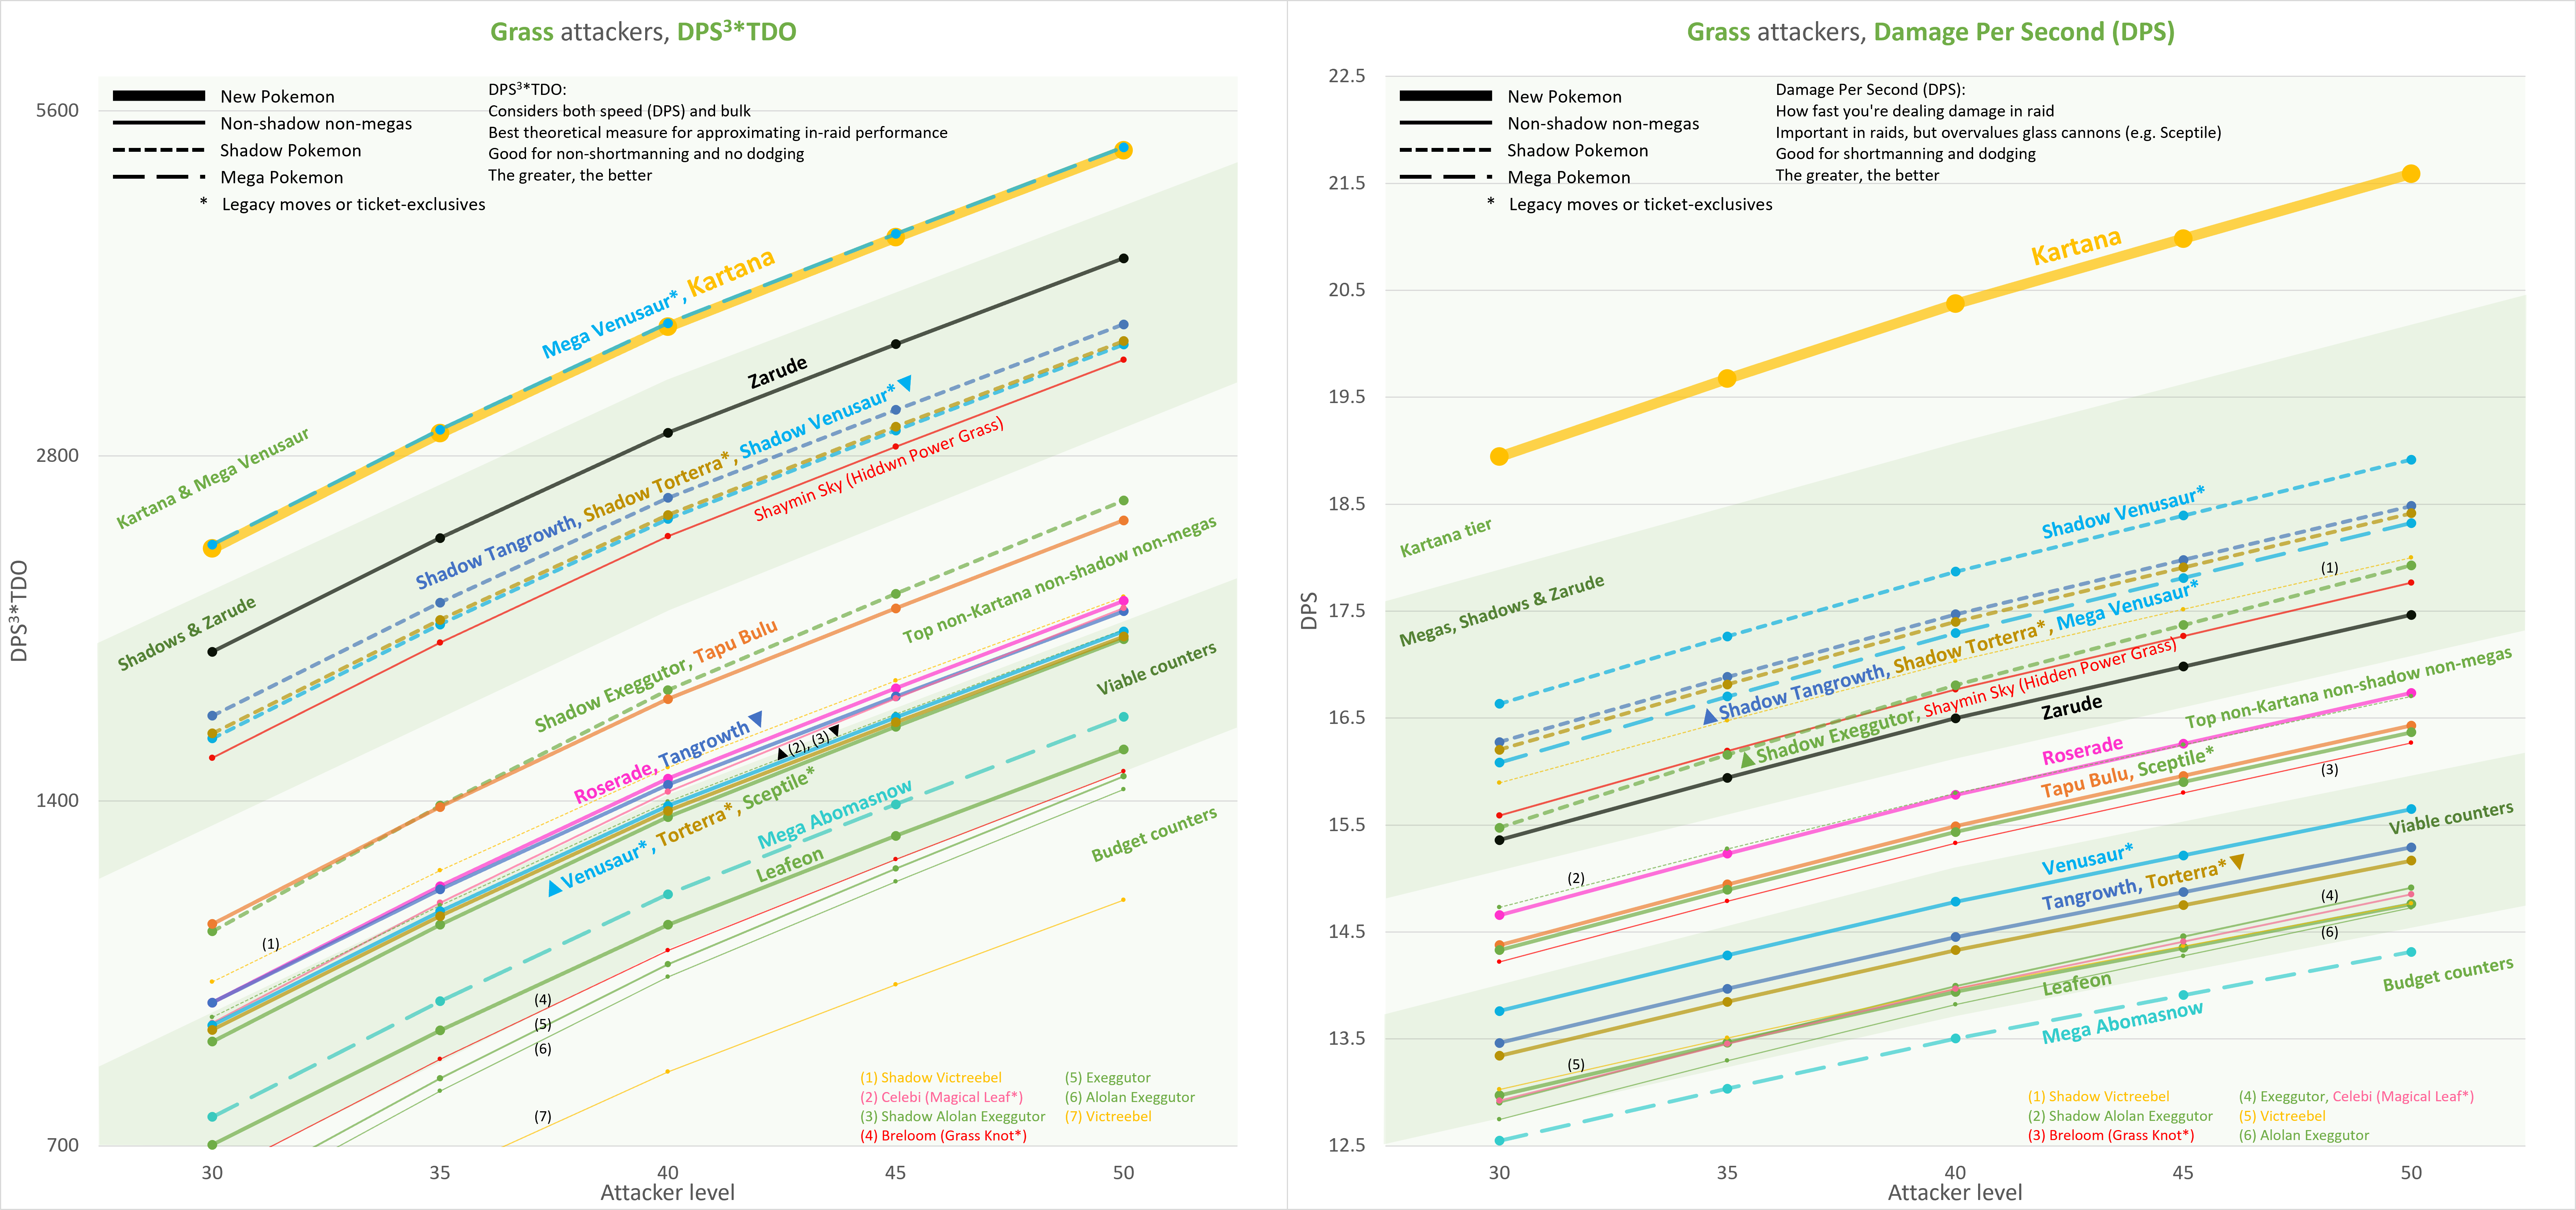 Grass attackers, DPS³*TDO
New Pokemon
Non-shadow non-megas
Shadow Pokemon
Mega Pokemon
* Legacy moves or ticket-exclusives
DPS³*TDO:
Considers both speed (DPS) and bulk
Best theoretical measure for approximating in-raid performance
Good for non-shortmanning and no dodging
The greater, the better
5600
2800
1400
700
DPS³*TDO
Mega Venusaur*, Kartana
Zarude
Kartana & Mega Venusaur
Shadow Tangrowth, Shadow Torterra*, Shadow Venusaur*▼
Shaymin Sky (Hiddwn Power Grass)
Shadows & Zarude
Top non-Kartana non-shadow non-megas
Shadow Exeggutor, Tapu Bulu
Viable counters
Roserade, Tangrowth▼
▲(2), (3)▼
▲Venusaur*, Torterra*, Sceptile*
Mega Abomasnow
Leafeon
Budget counters
(1)
(4)
(5)
(6)
(7)
(1) Shadow Victreebel
(2) Celebi (Magical Leaf*)
(3) Shadow Alolan Exeggutor
(4) Breloom (Grass Knot*)
(5) Exeggutor
(6) Alolan Exeggutor
(7) Victreebel
30 35 40 45 50
Attacker level
Grass attackers, Damage Per Second (DPS)
New Pokemon
Non-shadow non-megas
Shadow Pokemon
Mega Pokemon
* Legacy moves or ticket-exclusives
Damage Per Second (DPS):
How fast you're dealing damage in raid
Important in raids, but overvalues glass cannons (e.g. Sceptile)
Good for shortmanning and dodging
The greater, the better
22.5
21.5
20.5
19.5
18.5
17.5
16.5
15.5
14.5
13.5
12.5
DPS
Kartana
Kartana tier
Shadow Venusaur*
Megas, Shadows & Zarude
(1)
▲Shadow Tangrowth, Shadow Torterra*, Mega Venusaur*
▲Shadow Exeggutor, Shaymin Sky (Hidden Power Grass)
Zarude
Top non-Kartana non-shadow non-megas
Roserade
Tapu Bulu, Sceptile*
(3)
(2)
Viable counters
Venusaur*
Tangrowth, Torterra*▼
(4)
(6)
Leafeon
Budget counters
Mega Abomasnow
(5)
(1) Shadow Victreebel
(2) Shadow Alolan Exeggutor
(3) Breloom (Grass Knot*)
(4) Exeggutor, Celebi (Magical Leaf*)
(5) Victreebel
(6) Alolan Exeggutor
30 35 40 45 50
Attacker level